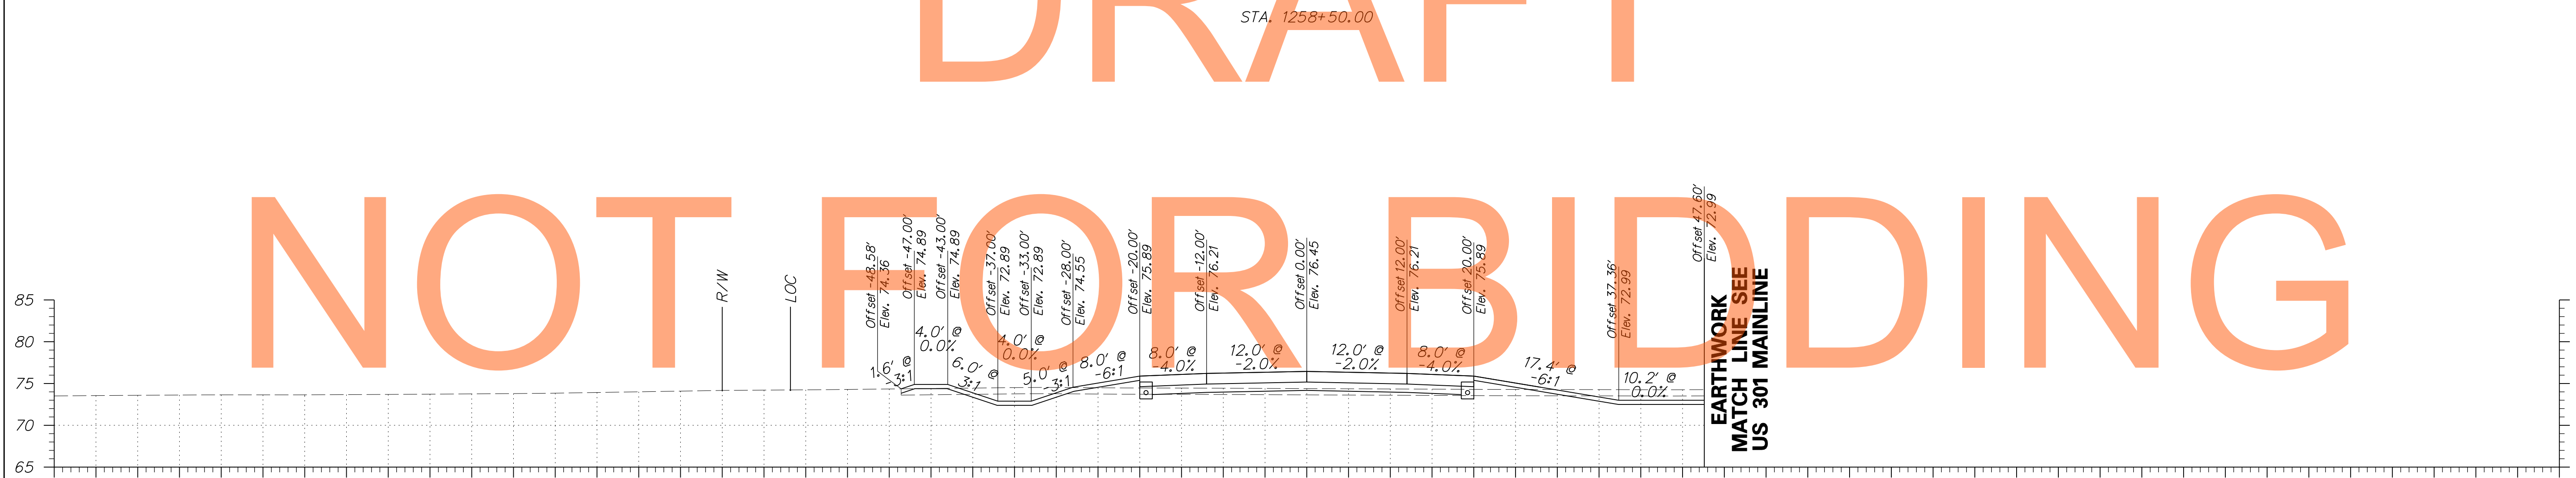 DRAFT
STA. 1258+50.00
NOT FOR BIDDING
R/W
LOC
Offset -48.58'
Elev. 74.36
Offset -47.00'
Elev. 74.89
Offset -43.00'
Elev. 74.89
Offset -37.00'
Elev. 72.89
Offset -33.00'
Elev. 72.89
Offset -28.00'
Elev. 74.55
Offset -20.00'
Elev. 75.89
Offset -12.00'
Elev. 76.21
Offset 0.00'
Elev. 76.45
Offset 12.00'
Elev. 76.21
Offset 20.00'
Elev. 75.89
Offset 37.36'
Elev. 72.99
Offset 47.60'
Elev. 72.99
1.6' @
-3:1
4.0' @
0.0%
6.0' @
3:1
4.0' @
0.0%
5.0' @
-3:1
8.0' @
-6:1
8.0' @
-4.0%
12.0' @
-2.0%
12.0' @
-2.0%
8.0' @
-4.0%
17.4' @
-6:1
10.2' @
0.0%
EARTHWORK
MATCH LINE SEE
US 301 MAINLINE
85
80
75
70
65